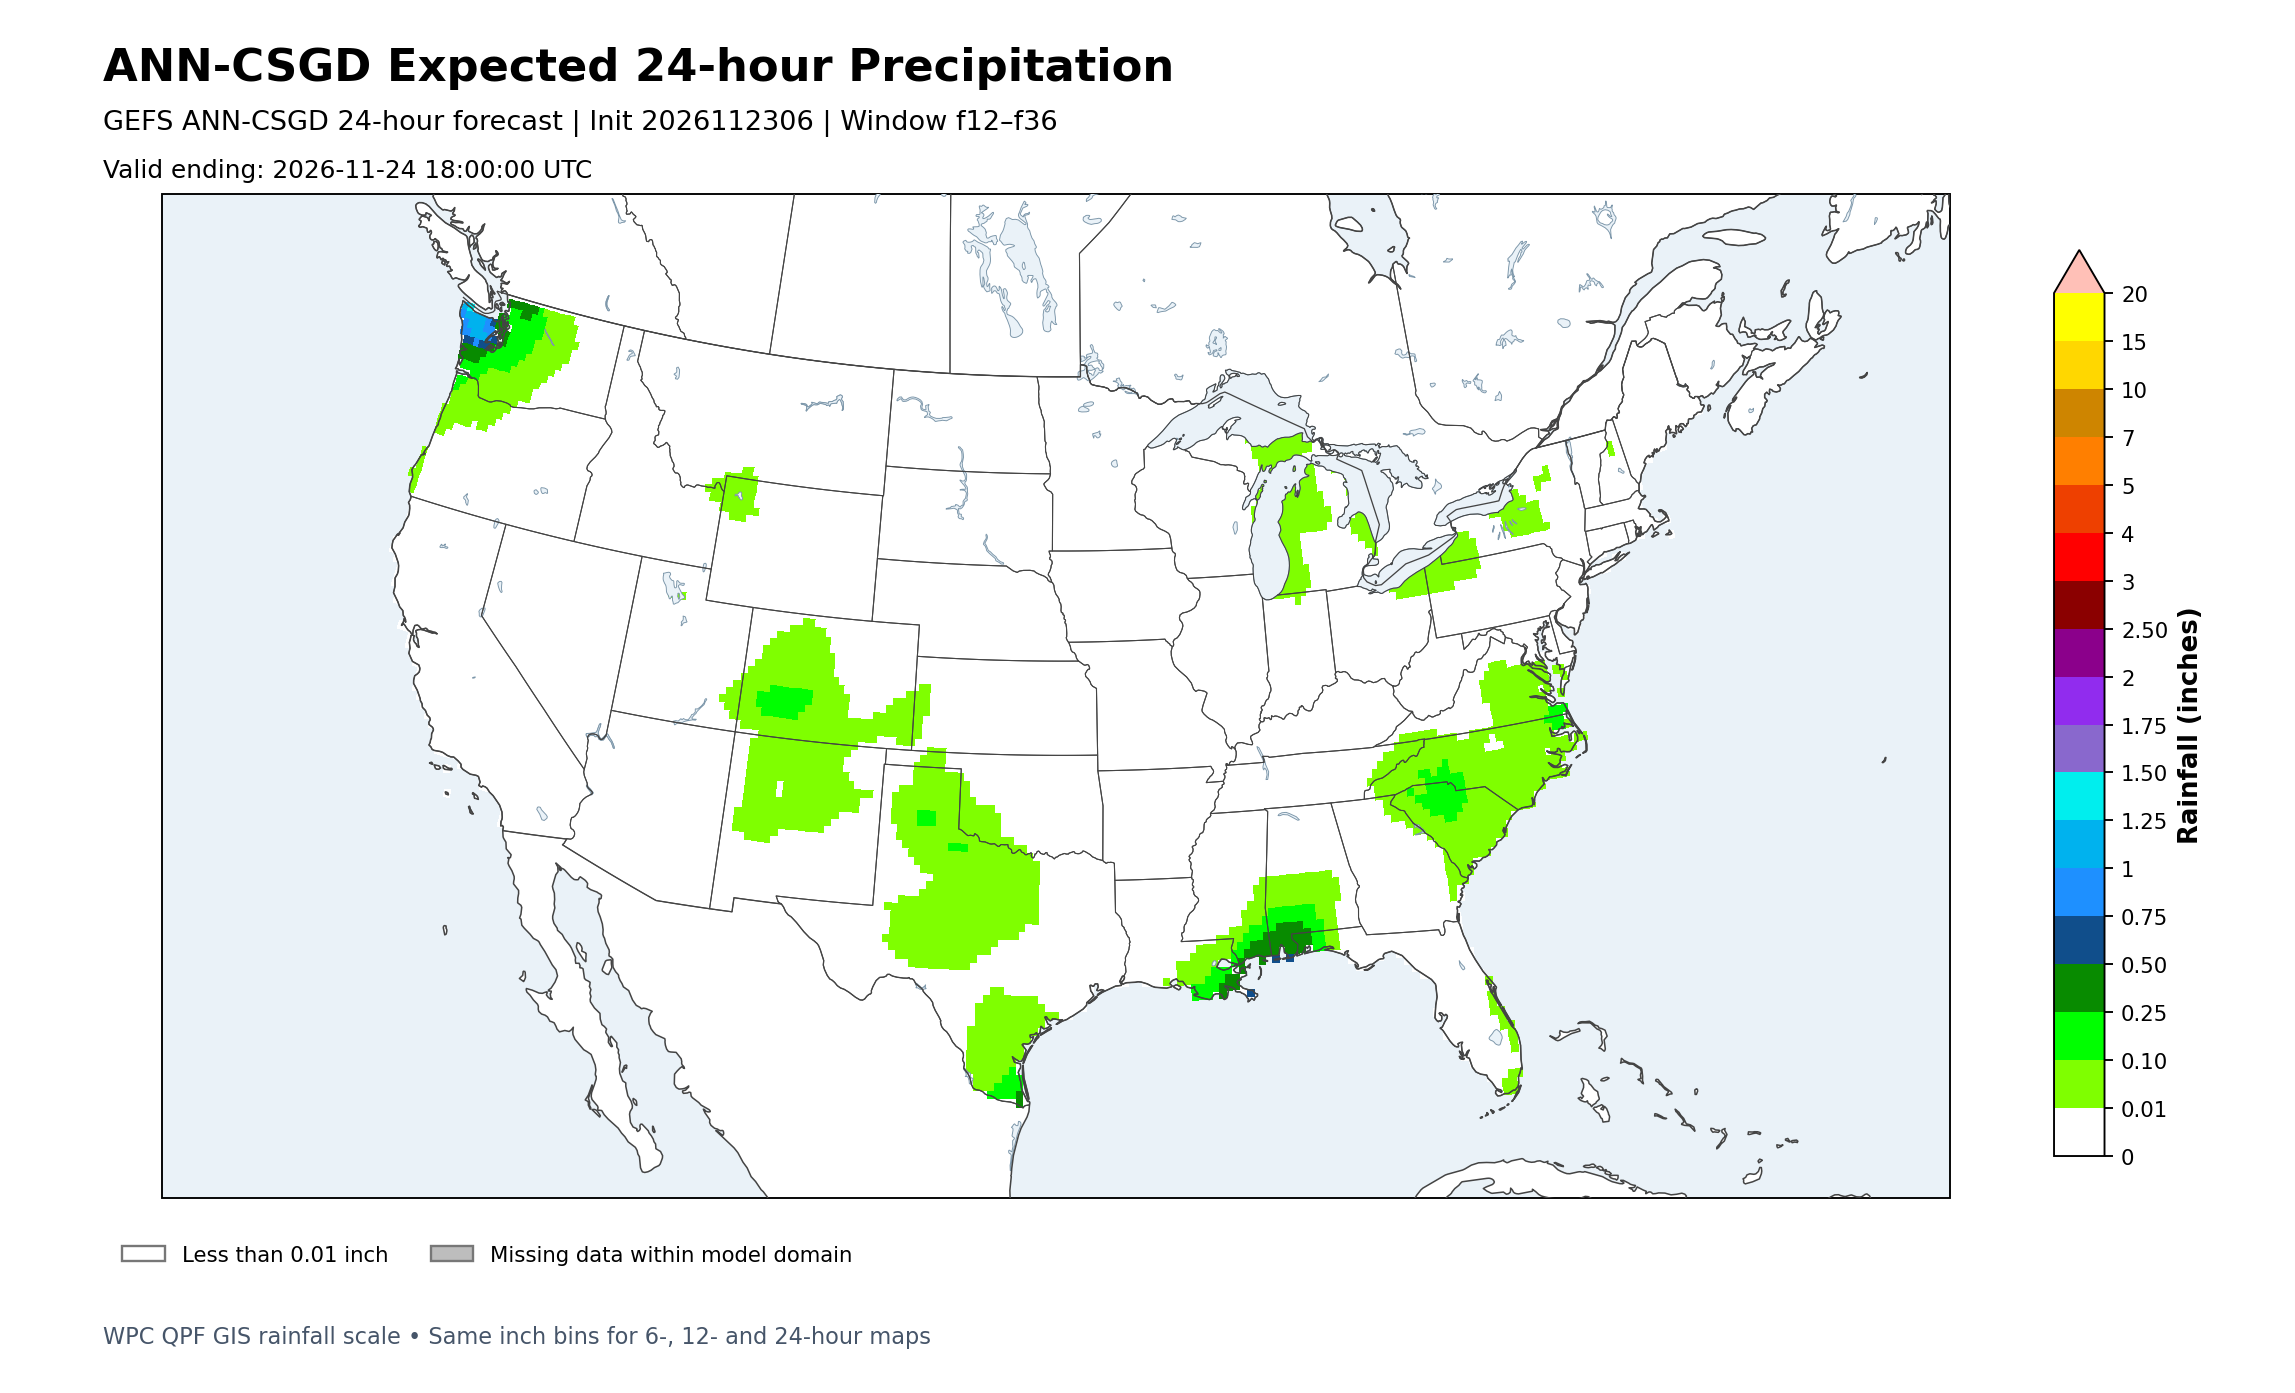 ANN-CSGD Expected 24-hour Precipitation
GEFS ANN-CSGD 24-hour forecast | Init 2026112306 | Window f12–f36
Valid ending: 2026-11-24 18:00:00 UTC
20
15
10
7
5
4
3
2.50
2
1.75
1.50
1.25
1
0.75
0.50
0.25
0.10
0.01
0
Rainfall (inches)
Less than 0.01 inch
Missing data within model domain
WPC QPF GIS rainfall scale • Same inch bins for 6-, 12- and 24-hour maps